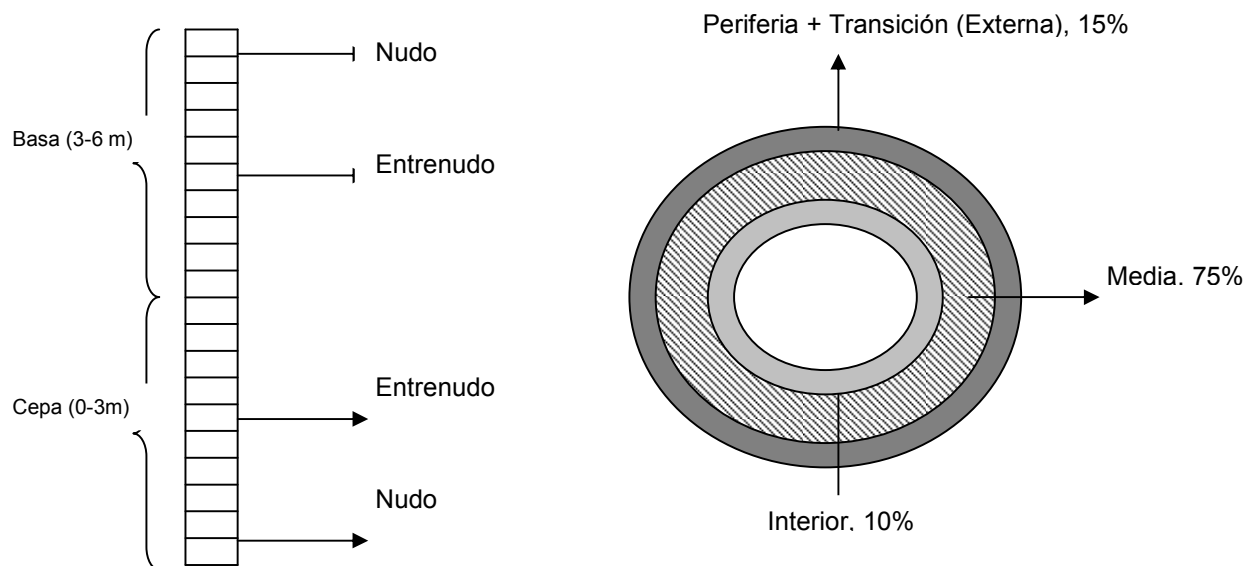 Periferia + Transición (Externa), 15%
Nudo
Basa (3-6 m)
Entrenudo
Media. 75%
Entrenudo
Cepa (0-3m)
Nudo
Interior. 10%